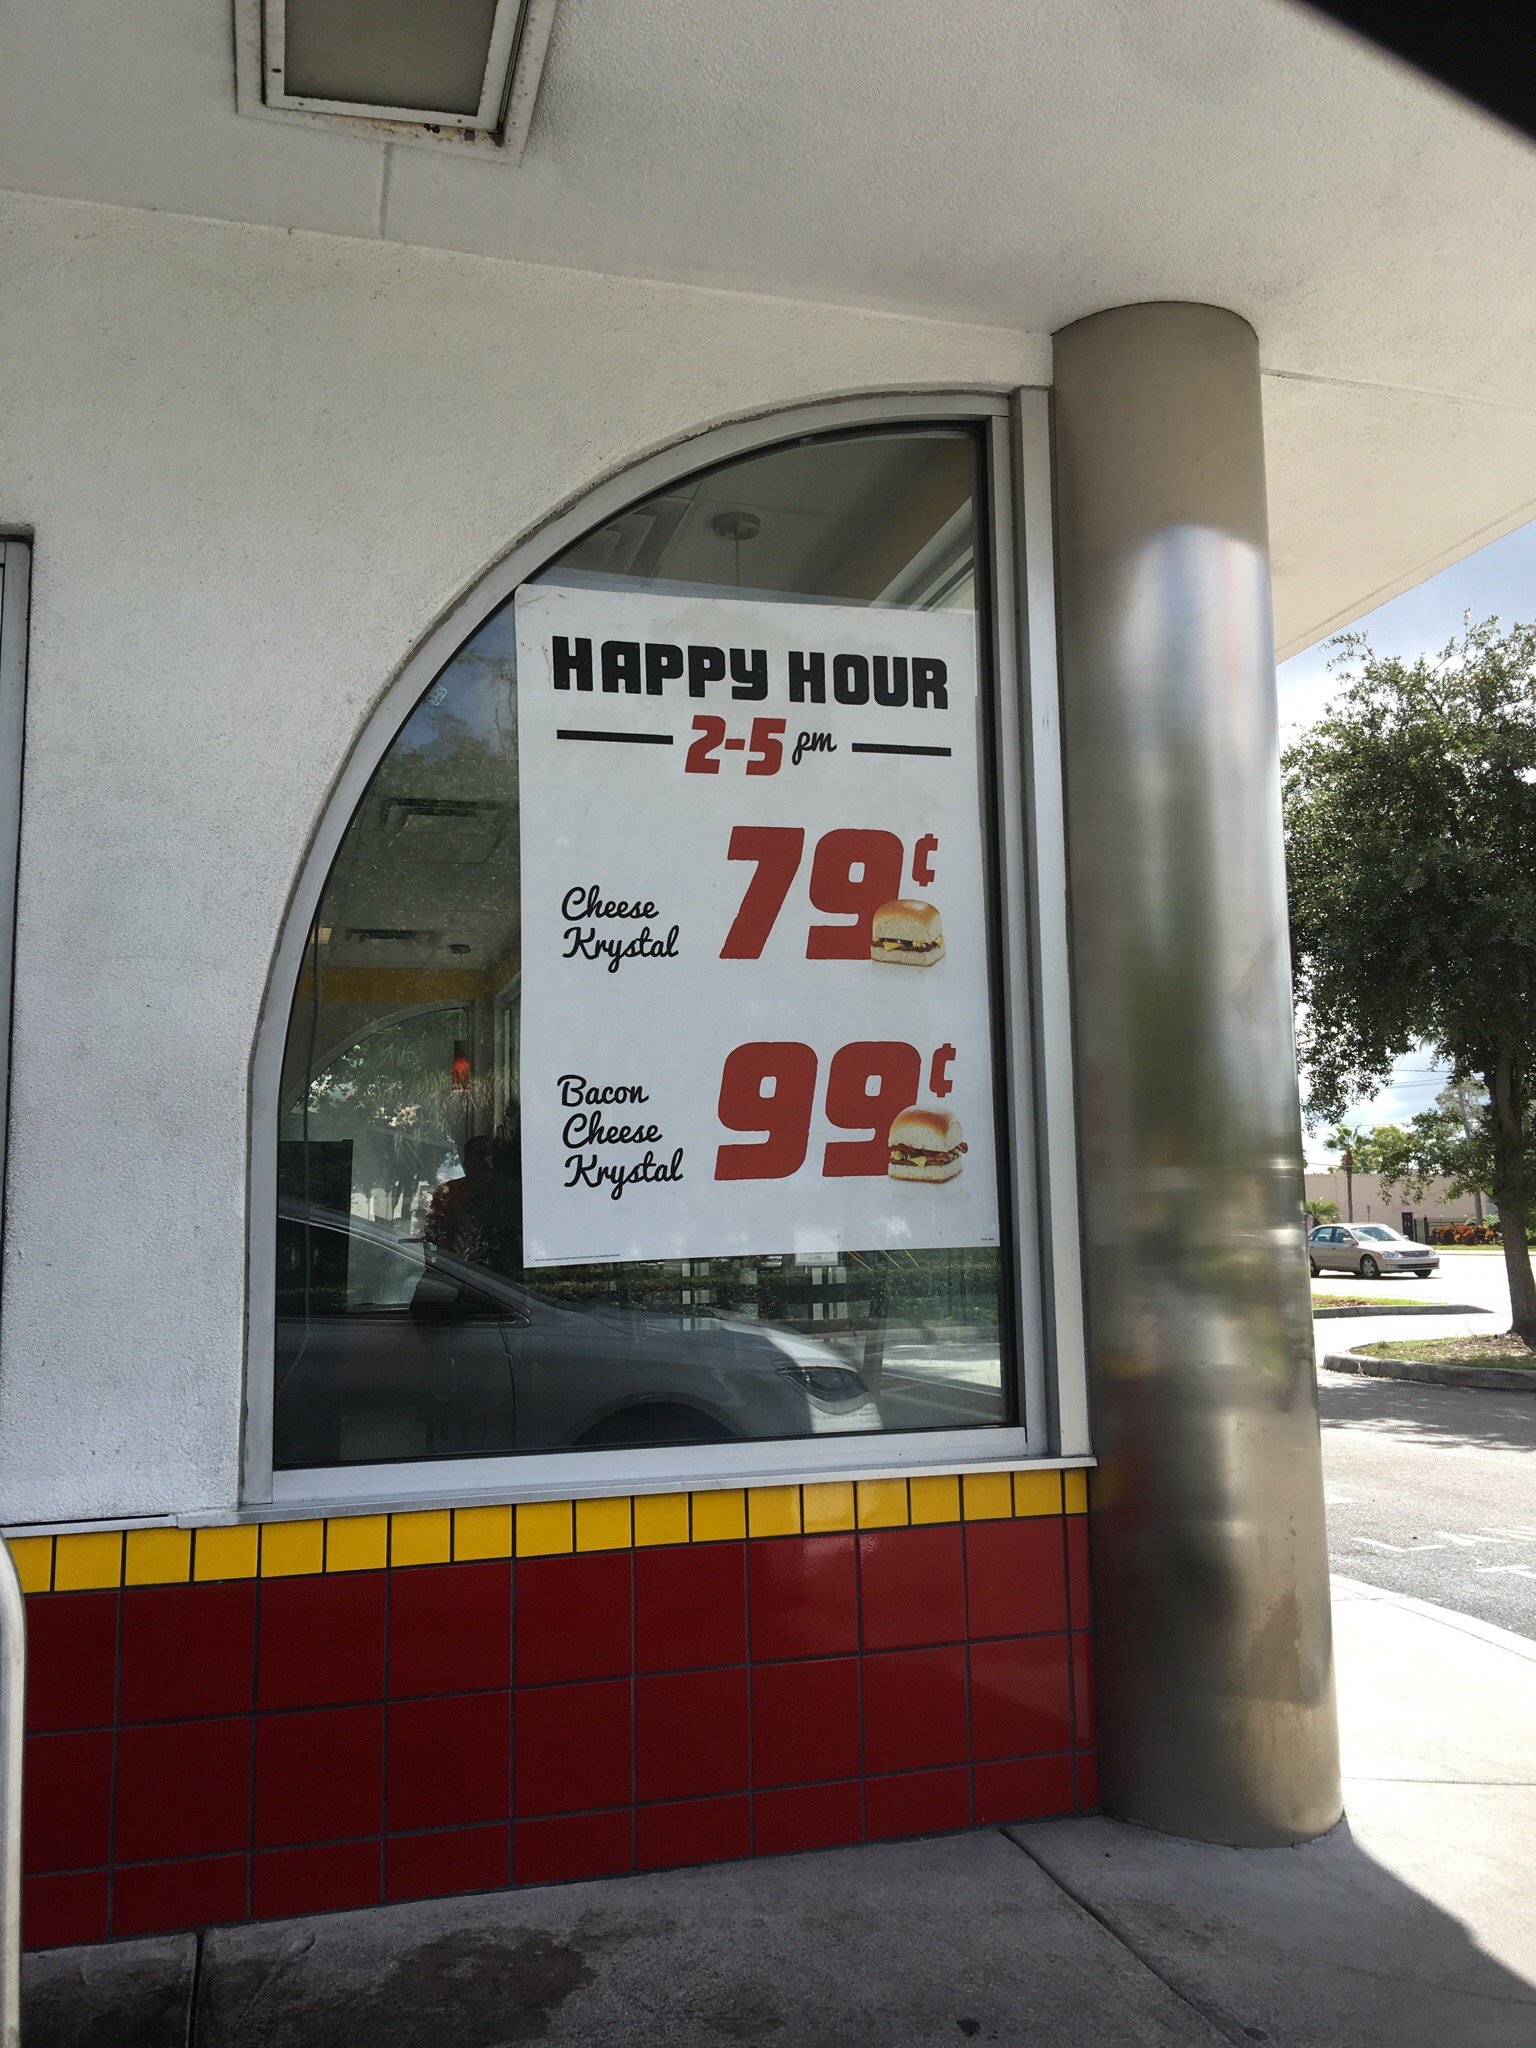 HAPPY HOUR
2-5 pm
Cheese
Krystal
79¢
Bacon
Cheese
Krystal
99¢